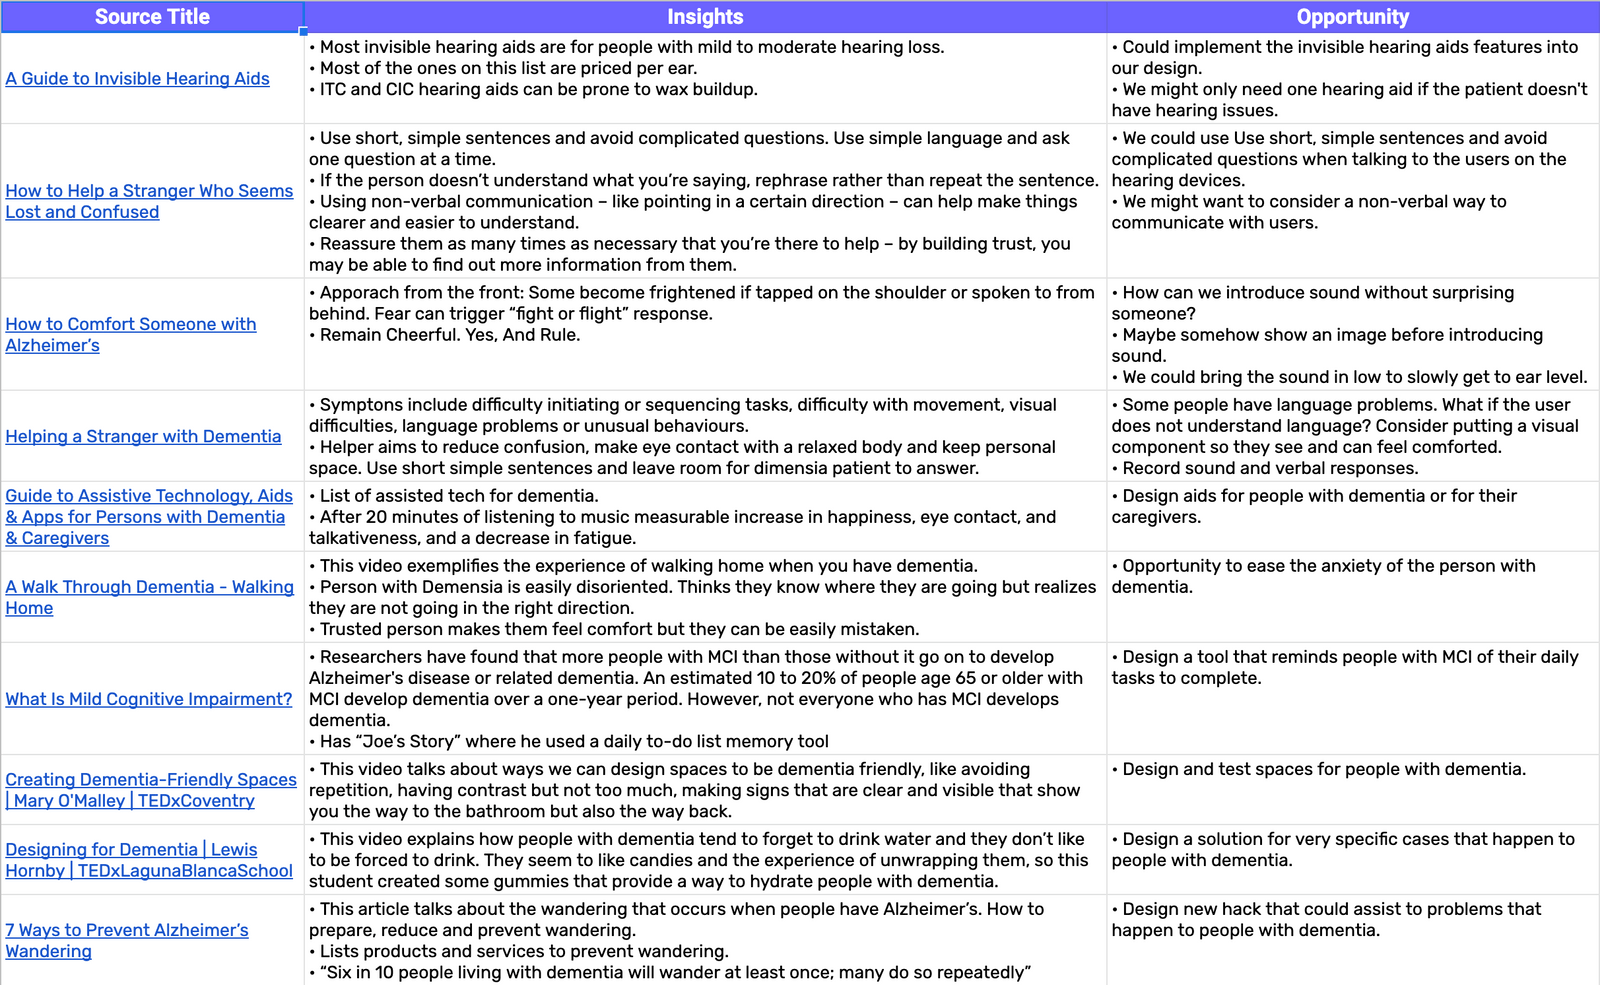 Source Title
Insights
Opportunity
A Guide to Invisible Hearing Aids
• Most invisible hearing aids are for people with mild to moderate hearing loss.
• Most of the ones on this list are priced per ear.
• ITC and CIC hearing aids can be prone to wax buildup.
• Could implement the invisible hearing aids features into
our design.
• We might only need one hearing aid if the patient doesn't
have hearing issues.
How to Help a Stranger Who Seems
Lost and Confused
• Use short, simple sentences and avoid complicated questions. Use simple language and ask
one question at a time.
• If the person doesn’t understand what you’re saying, rephrase rather than repeat the sentence.
• Using non-verbal communication – like pointing in a certain direction – can help make things
clearer and easier to understand.
• Reassure them as many times as necessary that you’re there to help – by building trust, you
may be able to find out more information from them.
• We could use Use short, simple sentences and avoid
complicated questions when talking to the users on the
hearing devices.
• We might want to consider a non-verbal way to
communicate with users.
How to Comfort Someone with
Alzheimer’s
• Apporach from the front: Some become frightened if tapped on the shoulder or spoken to from
behind. Fear can trigger “fight or flight” response.
• Remain Cheerful. Yes, And Rule.
• How can we introduce sound without surprising
someone?
• Maybe somehow show an image before introducing
sound.
• We could bring the sound in low to slowly get to ear level.
Helping a Stranger with Dementia
• Symptons include difficulty initiating or sequencing tasks, difficulty with movement, visual
difficulties, language problems or unusual behaviours.
• Helper aims to reduce confusion, make eye contact with a relaxed body and keep personal
space. Use short simple sentences and leave room for dimensia patient to answer.
• Some people have language problems. What if the user
does not understand language? Consider putting a visual
component so they see and can feel comforted.
• Record sound and verbal responses.
Guide to Assistive Technology, Aids
& Apps for Persons with Dementia
& Caregivers
• List of assisted tech for dementia.
• After 20 minutes of listening to music measurable increase in happiness, eye contact, and
talkativeness, and a decrease in fatigue.
• Design aids for people with dementia or for their
caregivers.
A Walk Through Dementia - Walking
Home
• This video exemplifies the experience of walking home when you have dementia.
• Person with Demensia is easily disoriented. Thinks they know where they are going but realizes
they are not going in the right direction.
• Trusted person makes them feel comfort but they can be easily mistaken.
• Opportunity to ease the anxiety of the person with
dementia.
What Is Mild Cognitive Impairment?
• Researchers have found that more people with MCI than those without it go on to develop
Alzheimer's disease or related dementia. An estimated 10 to 20% of people age 65 or older with
MCI develop dementia over a one-year period. However, not everyone who has MCI develops
dementia.
• Has “Joe’s Story” where he used a daily to-do list memory tool
• Design a tool that reminds people with MCI of their daily
tasks to complete.
Creating Dementia-Friendly Spaces
| Mary O'Malley | TEDxCoventry
• This video talks about ways we can design spaces to be dementia friendly, like avoiding
repetition, having contrast but not too much, making signs that are clear and visible that show
you the way to the bathroom but also the way back.
• Design and test spaces for people with dementia.
Designing for Dementia | Lewis
Hornby | TEDxLagunaBlancaSchool
• This video explains how people with dementia tend to forget to drink water and they don’t like
to be forced to drink. They seem to like candies and the experience of unwrapping them, so this
student created some gummies that provide a way to hydrate people with dementia.
• Design a solution for very specific cases that happen to
people with dementia.
7 Ways to Prevent Alzheimer’s
Wandering
• This article talks about the wandering that occurs when people have Alzheimer’s. How to
prepare, reduce and prevent wandering.
• Lists products and services to prevent wandering.
• “Six in 10 people living with dementia will wander at least once; many do so repeatedly”
• Design new hack that could assist to problems that
happen to people with dementia.